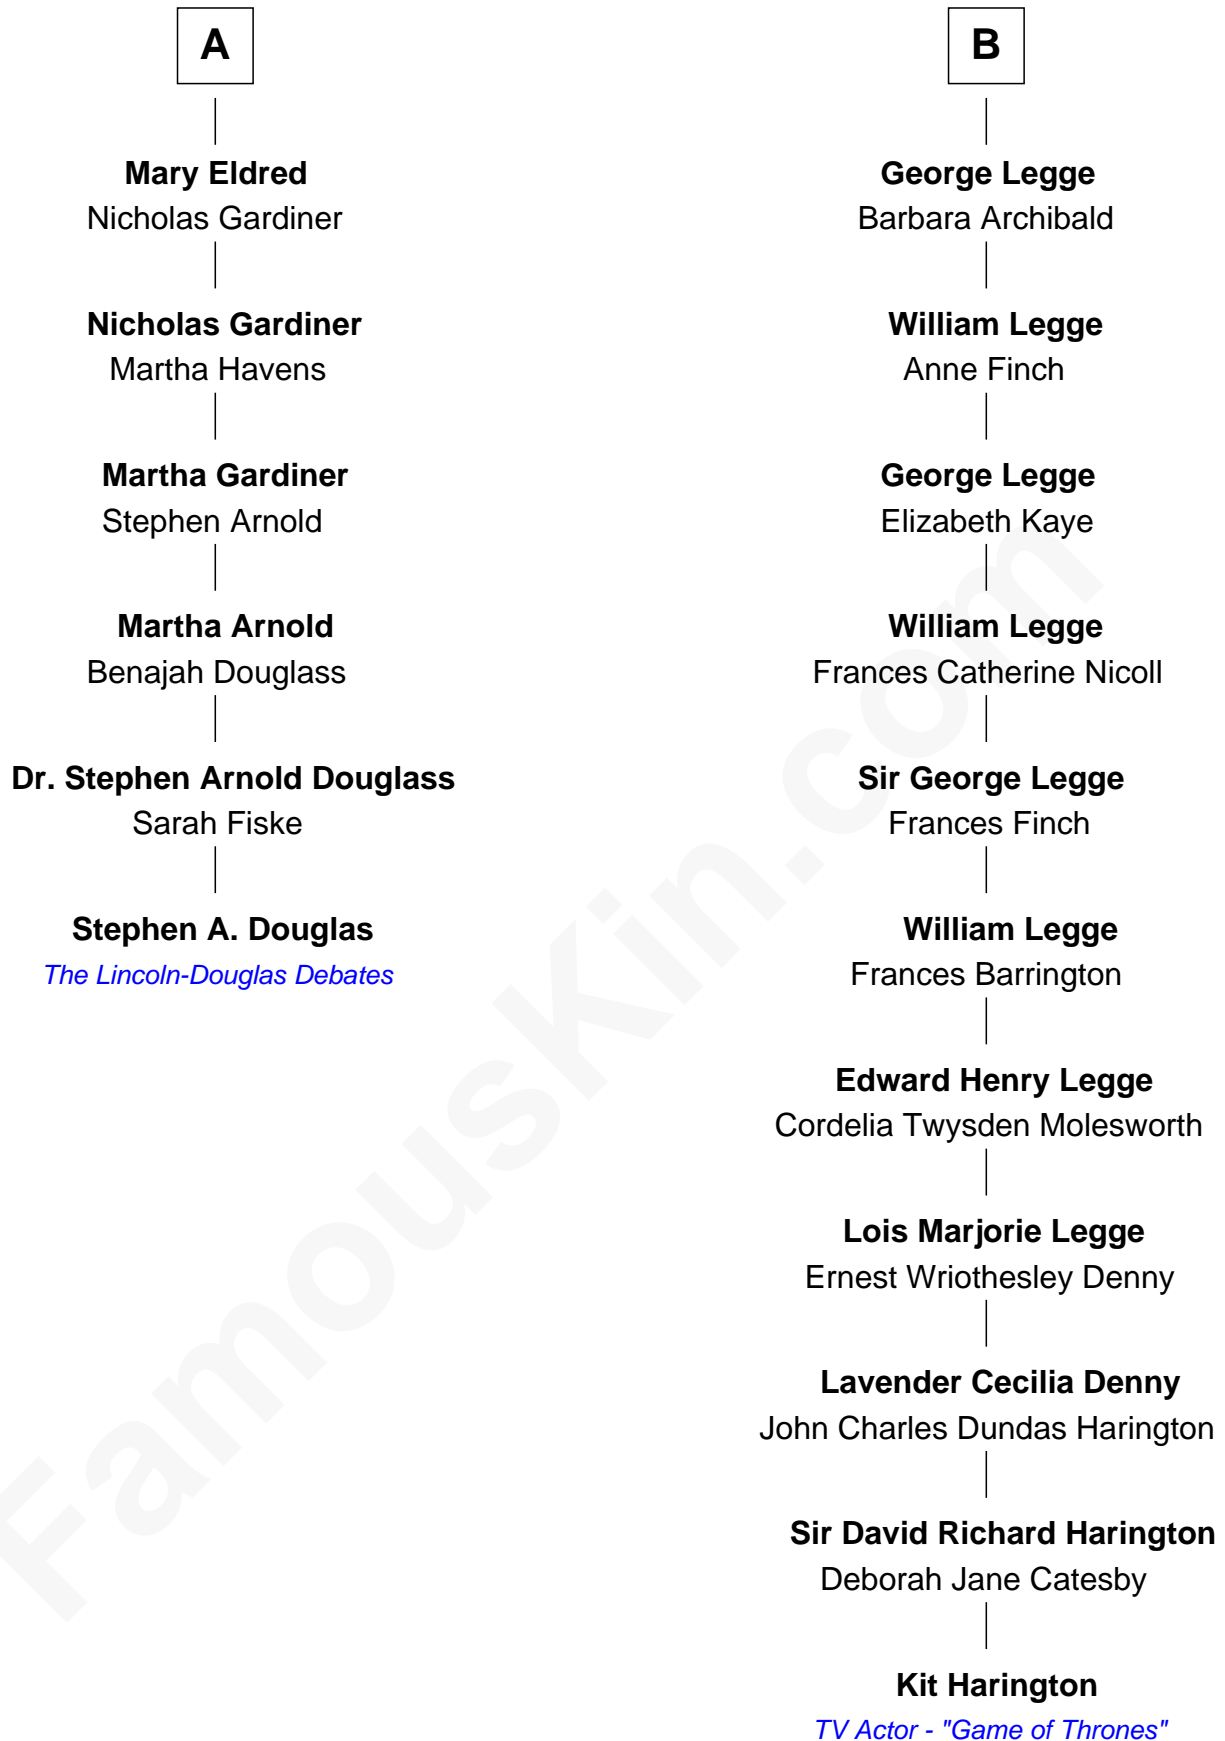 A
Mary Eldred
Nicholas Gardiner
Nicholas Gardiner
Martha Havens
Martha Gardiner
Stephen Arnold
Martha Arnold
Benajah Douglass
Dr. Stephen Arnold Douglass
Sarah Fiske
Stephen A. Douglas
The Lincoln-Douglas Debates
B
George Legge
Barbara Archibald
William Legge
Anne Finch
George Legge
Elizabeth Kaye
William Legge
Frances Catherine Nicoll
Sir George Legge
Frances Finch
William Legge
Frances Barrington
Edward Henry Legge
Cordelia Twysden Molesworth
Lois Marjorie Legge
Ernest Wriothesley Denny
Lavender Cecilia Denny
John Charles Dundas Harington
Sir David Richard Harington
Deborah Jane Catesby
Kit Harington
TV Actor - "Game of Thrones"
FamousKin.com